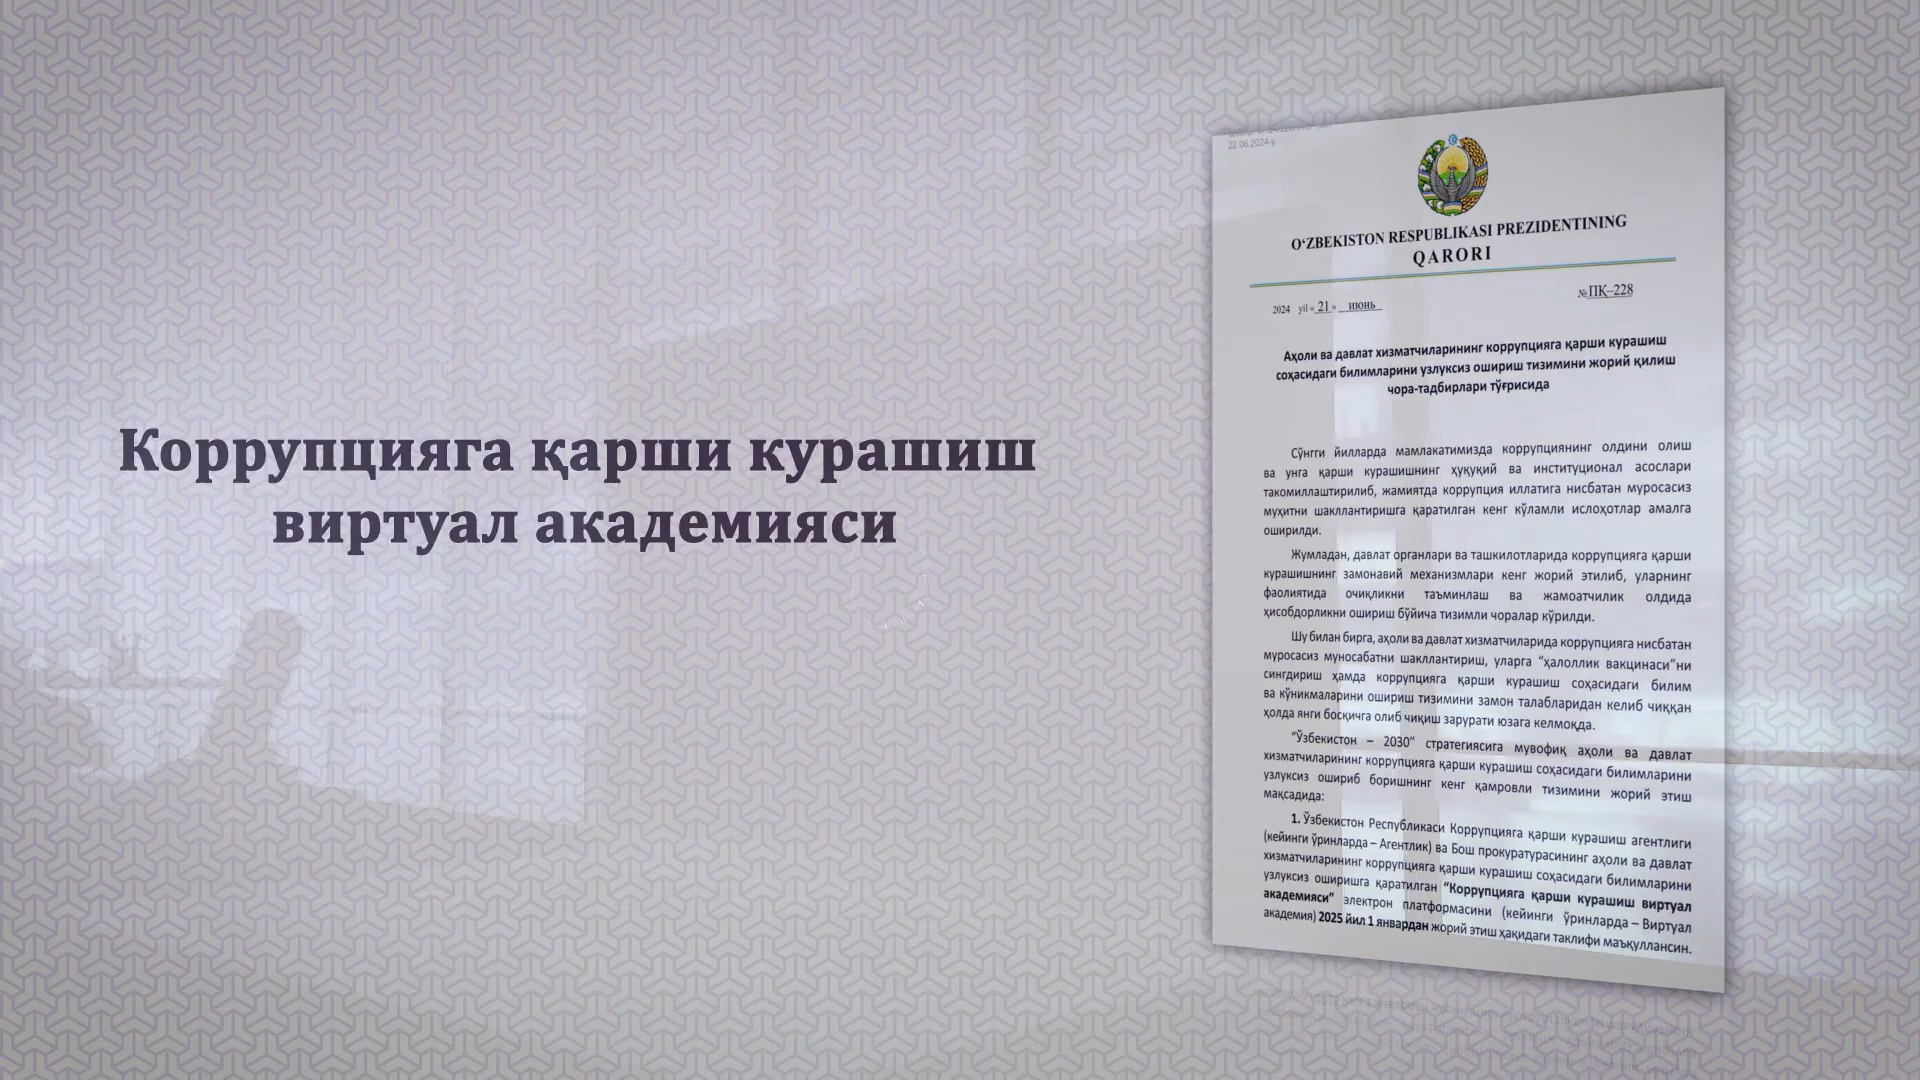 Коррупцияга қарши курашиш
виртуал академияси
22.06.2024-y.
O‘ZBEKISTON RESPUBLIKASI PREZIDENTINING
QARORI
2024 yil « 21 » июнь
№ ПҚ–228
Аҳоли ва давлат хизматчиларининг коррупцияга қарши курашиш
соҳасидаги билимларини узлуксиз ошириш тизимини жорий қилиш
чора-тадбирлари тўғрисида
Сўнгги йилларда мамлакатимизда коррупциянинг олдини олиш
ва унга қарши курашишнинг ҳуқуқий ва институционал асослари
такомиллаштирилиб, жамиятда коррупция иллатига нисбатан муросасиз
муҳитни шакллантиришга қаратилган кенг кўламли ислоҳотлар амалга
оширилди.
Жумладан, давлат органлари ва ташкилотларида коррупцияга қарши
курашишнинг замонавий механизмлари кенг жорий этилиб, уларнинг
фаолиятида очиқликни таъминлаш ва жамоатчилик олдида
ҳисобдорликни ошириш бўйича тизимли чоралар кўрилди.
Шу билан бирга, аҳоли ва давлат хизматчиларида коррупцияга нисбатан
муросасиз муносабатни шакллантириш, уларга “ҳалоллик вакцинаси”ни
сингдириш ҳамда коррупцияга қарши курашиш соҳасидаги билим
ва кўникмаларини ошириш тизимини замон талабларидан келиб чиққан
ҳолда янги босқичга олиб чиқиш зарурати юзага келмоқда.
“Ўзбекистон – 2030” стратегиясига мувофиқ аҳоли ва давлат
хизматчиларининг коррупцияга қарши курашиш соҳасидаги билимларини
узлуксиз ошириб боришнинг кенг қамровли тизимини жорий этиш
мақсадида:
1. Ўзбекистон Республикаси Коррупцияга қарши курашиш агентлиги
(кейинги ўринларда – Агентлик) ва Бош прокуратурасининг аҳоли ва давлат
хизматчиларининг коррупцияга қарши курашиш соҳасидаги билимларини
узлуксиз оширишга қаратилган “Коррупцияга қарши курашиш виртуал
академияси” электрон платформасини (кейинги ўринларда – Виртуал
академия) 2025 йил 1 январдан жорий этиш ҳақидаги таклифи маъқуллансин.